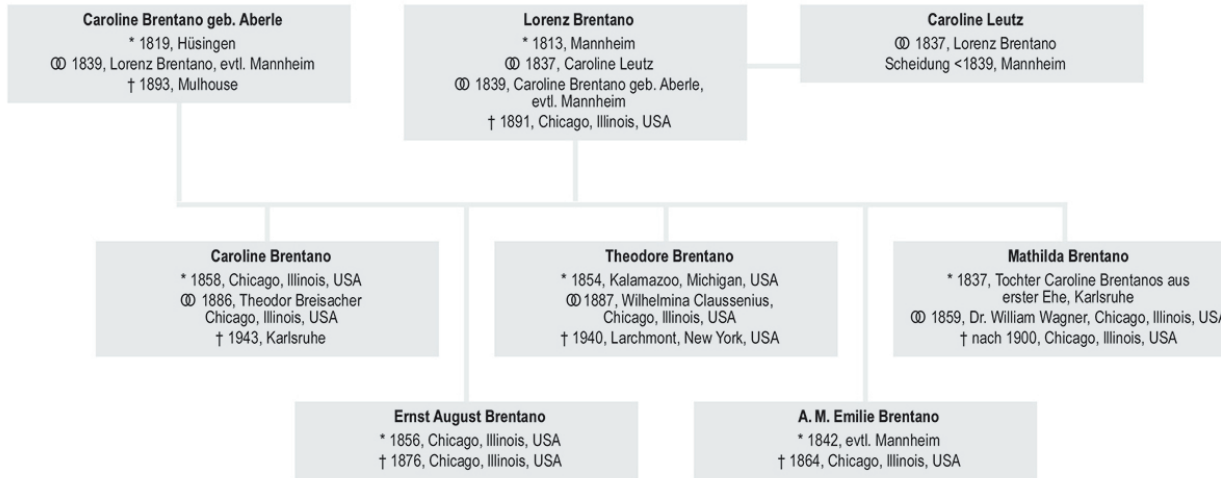 Caroline Brentano geb. Aberle
* 1819, Hüsingen
⚭ 1839, Lorenz Brentano, evtl. Mannheim
† 1893, Mulhouse
Lorenz Brentano
* 1813, Mannheim
⚭ 1837, Caroline Leutz
⚭ 1839, Caroline Brentano geb. Aberle,
evtl. Mannheim
† 1891, Chicago, Illinois, USA
Caroline Leutz
⚭ 1837, Lorenz Brentano
Scheidung <1839, Mannheim
Caroline Brentano
* 1858, Chicago, Illinois, USA
⚭ 1886, Theodor Breisacher
Chicago, Illinois, USA
† 1943, Karlsruhe
Theodore Brentano
* 1854, Kalamazoo, Michigan, USA
⚭ 1887, Wilhelmina Claussenius,
Chicago, Illinois, USA
† 1940, Larchmont, New York, USA
Mathilda Brentano
* 1837, Tochter Caroline Brentanos aus
erster Ehe, Karlsruhe
⚭ 1859, Dr. William Wagner, Chicago, Illinois, USA
† nach 1900, Chicago, Illinois, USA
Ernst August Brentano
* 1856, Chicago, Illinois, USA
† 1876, Chicago, Illinois, USA
A. M. Emilie Brentano
* 1842, evtl. Mannheim
† 1864, Chicago, Illinois, USA